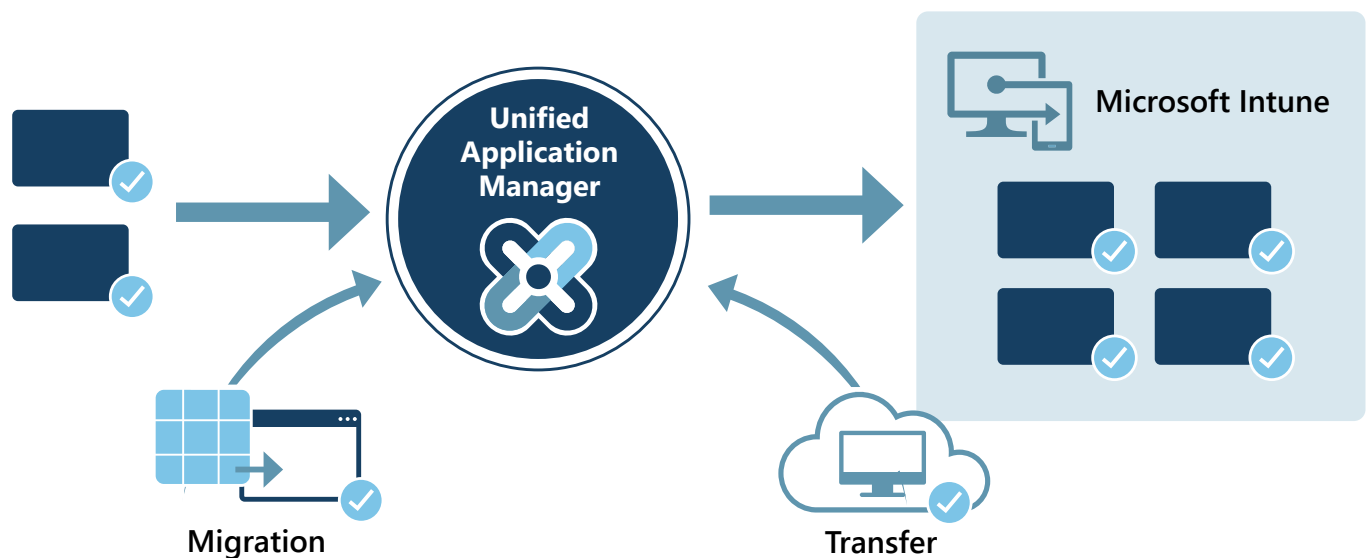 Unified
Application
Manager
Microsoft Intune
Migration
Transfer